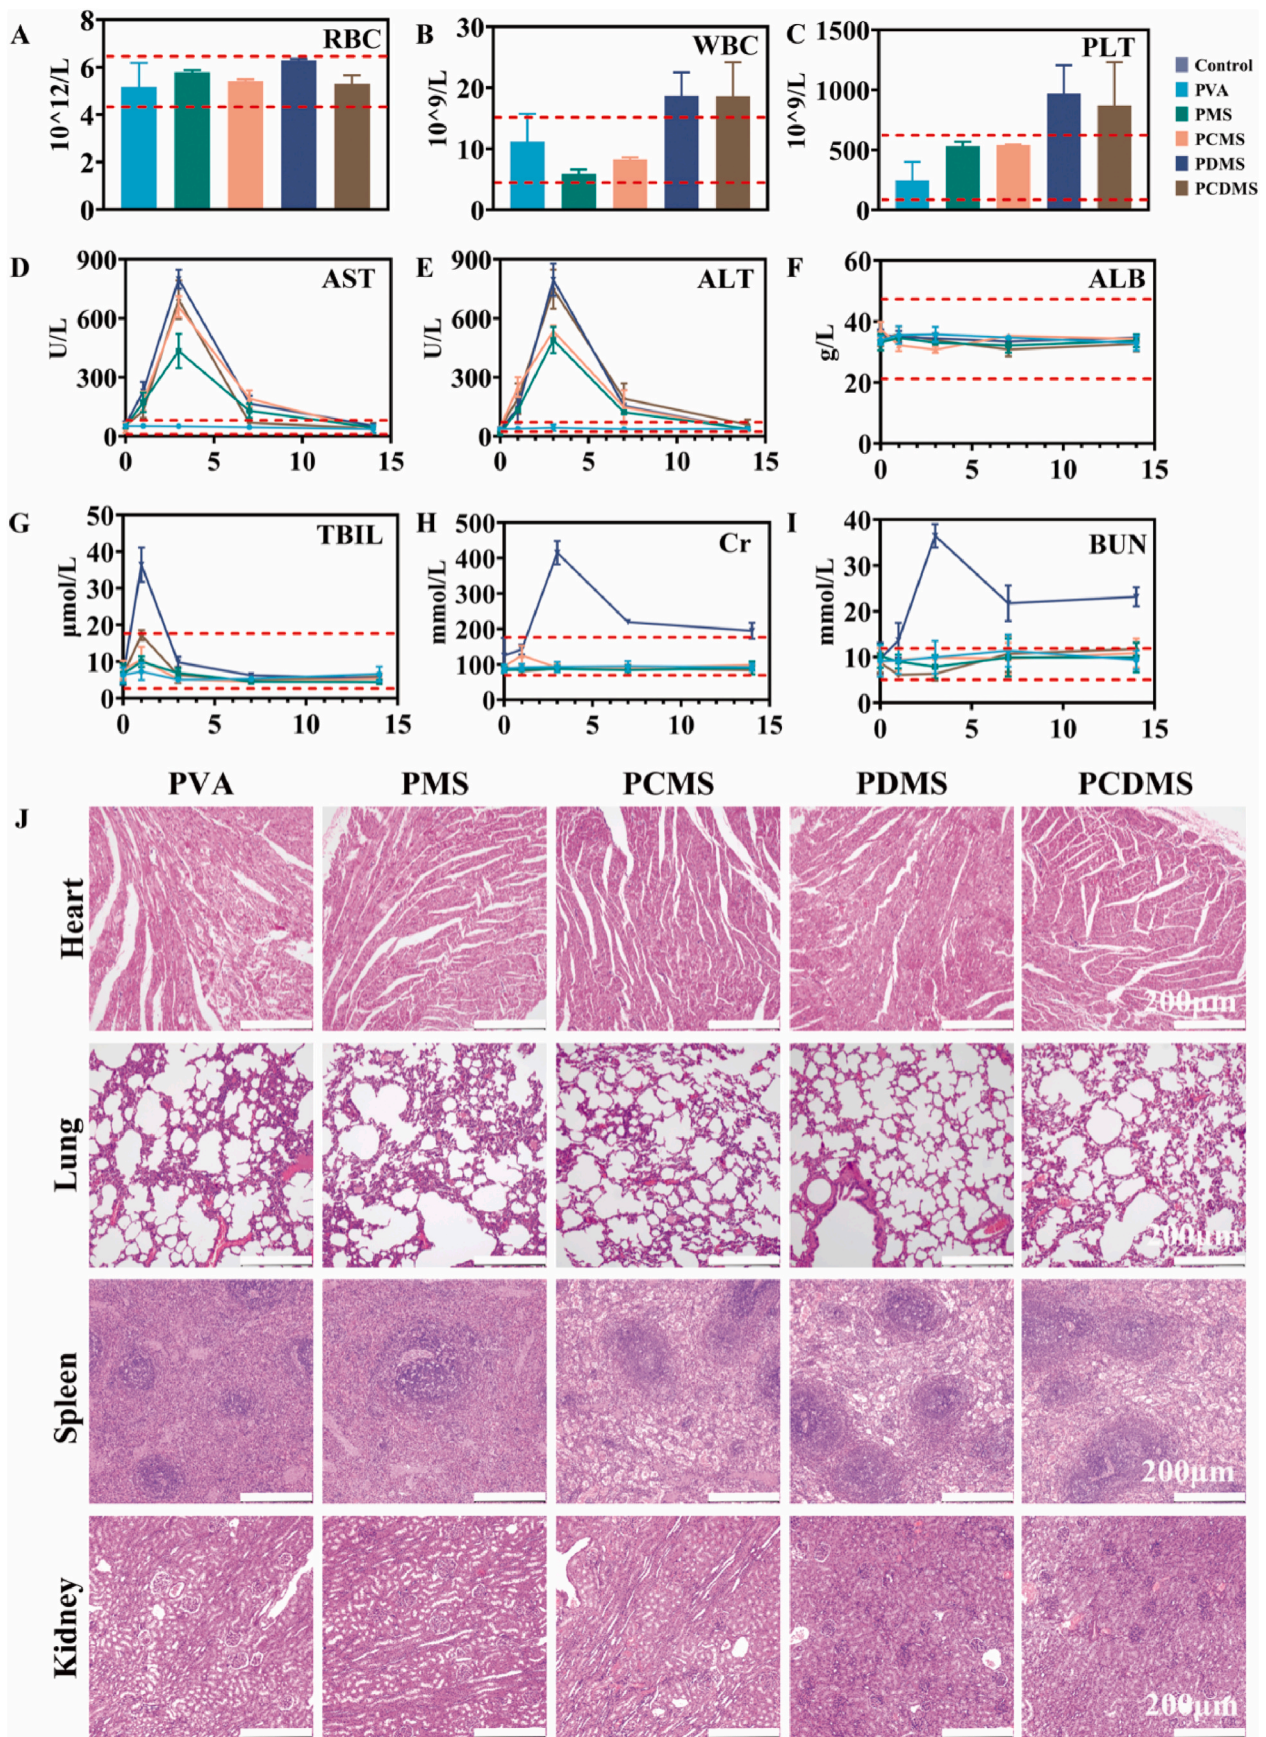 A
RBC
10^12/L
8
6
4
2
0
B
WBC
10^9/L
30
20
10
0
C
PLT
10^9/L
1500
1000
500
0
Control
PVA
PMS
PCMS
PDMS
PCDMS
D
AST
U/L
900
600
300
0
0 5 10 15
E
ALT
U/L
900
600
300
0
0 5 10 15
F
ALB
g/L
60
40
20
0
0 5 10 15
G
TBIL
µmol/L
50
40
30
20
10
0
0 5 10 15
H
Cr
mmol/L
500
400
300
200
100
0
0 5 10 15
I
BUN
mmol/L
40
30
20
10
0
0 5 10 15
J
PVA PMS PCMS PDMS PCDMS
Heart
200µm
Lung
200µm
Spleen
200µm
Kidney
200µm